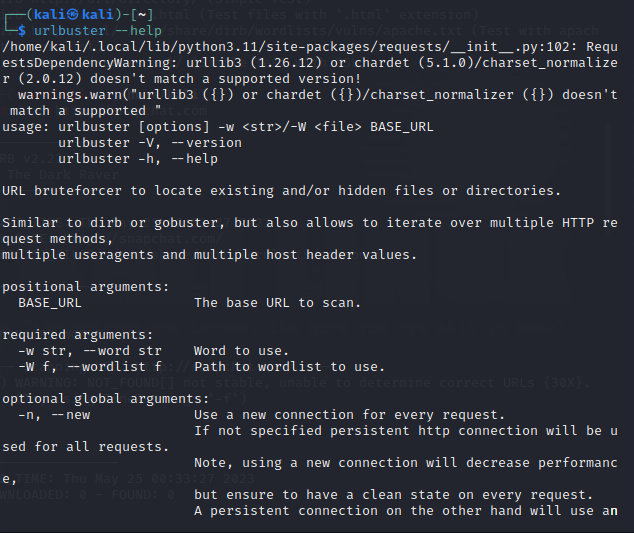 ┌──(kali㉿kali)-[~]
└─$ urlbuster --help
/home/kali/.local/lib/python3.11/site-packages/requests/__init__.py:102: Requ
estsDependencyWarning: urllib3 (1.26.12) or chardet (5.1.0)/charset_normalize
r (2.0.12) doesn't match a supported version!
  warnings.warn("urllib3 ({}) or chardet ({})/charset_normalizer ({}) doesn't
 match a supported "
usage: urlbuster [options] -w <str>/-W <file> BASE_URL
       urlbuster -V, --version
       urlbuster -h, --help

URL bruteforcer to locate existing and/or hidden files or directories.

Similar to dirb or gobuster, but also allows to iterate over multiple HTTP re
quest methods,
multiple useragents and multiple host header values.

positional arguments:
  BASE_URL              The base URL to scan.

required arguments:
  -w str, --word str    Word to use.
  -W f, --wordlist f    Path to wordlist to use.

optional global arguments:
  -n, --new             Use a new connection for every request.
                        If not specified persistent http connection will be u
sed for all requests.
                        Note, using a new connection will decrease performanc
e,
                        but ensure to have a clean state on every request.
                        A persistent connection on the other hand will use an